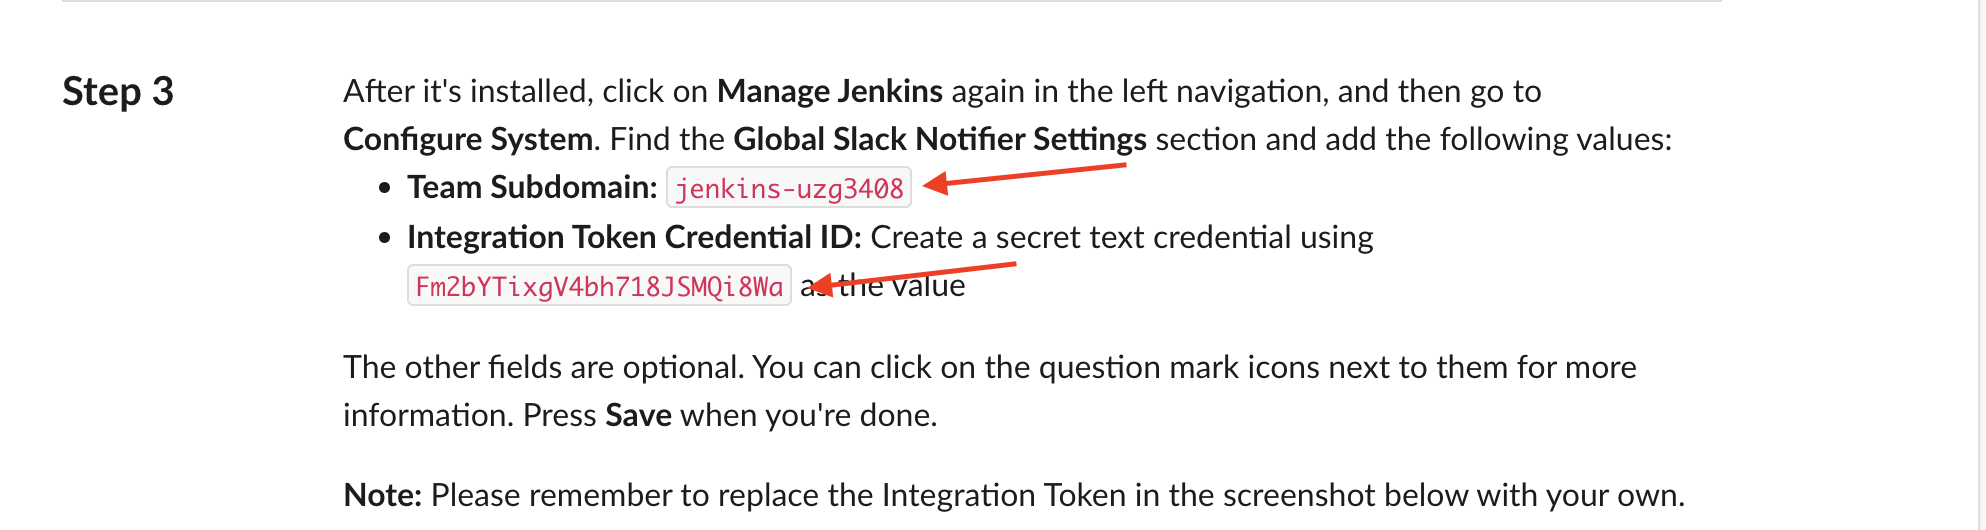 Step 3
After it's installed, click on Manage Jenkins again in the left navigation, and then go to
Configure System. Find the Global Slack Notifier Settings section and add the following values:
• Team Subdomain: jenkins-uzg3408
• Integration Token Credential ID: Create a secret text credential using
Fm2bYTixgV4bh718JSMQi8Wa as the value
The other fields are optional. You can click on the question mark icons next to them for more
information. Press Save when you're done.
Note: Please remember to replace the Integration Token in the screenshot below with your own.